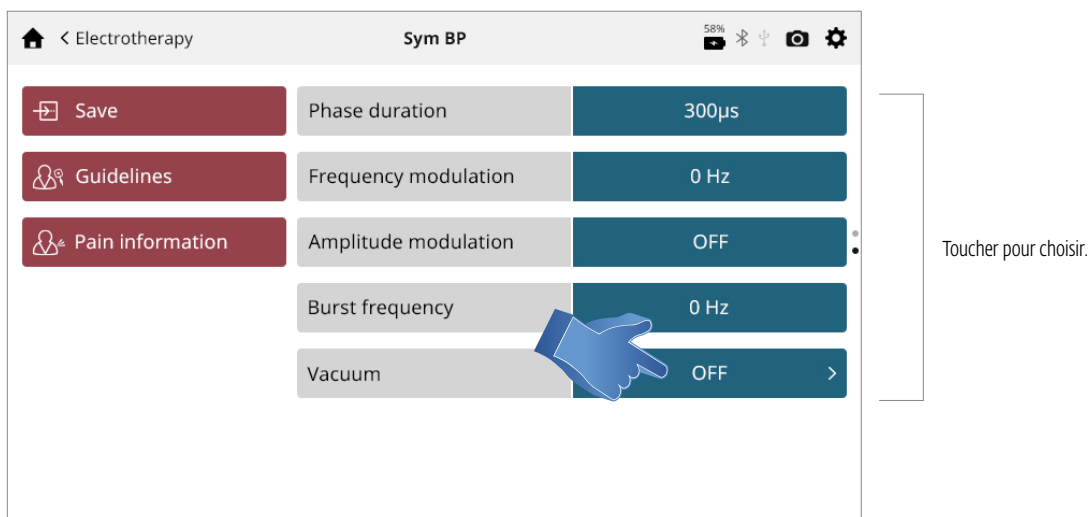 < Electrotherapy
Sym BP
58%
Save
Phase duration
300µs
Guidelines
Frequency modulation
0 Hz
Pain information
Amplitude modulation
OFF
Toucher pour choisir.
Burst frequency
0 Hz
Vacuum
OFF >